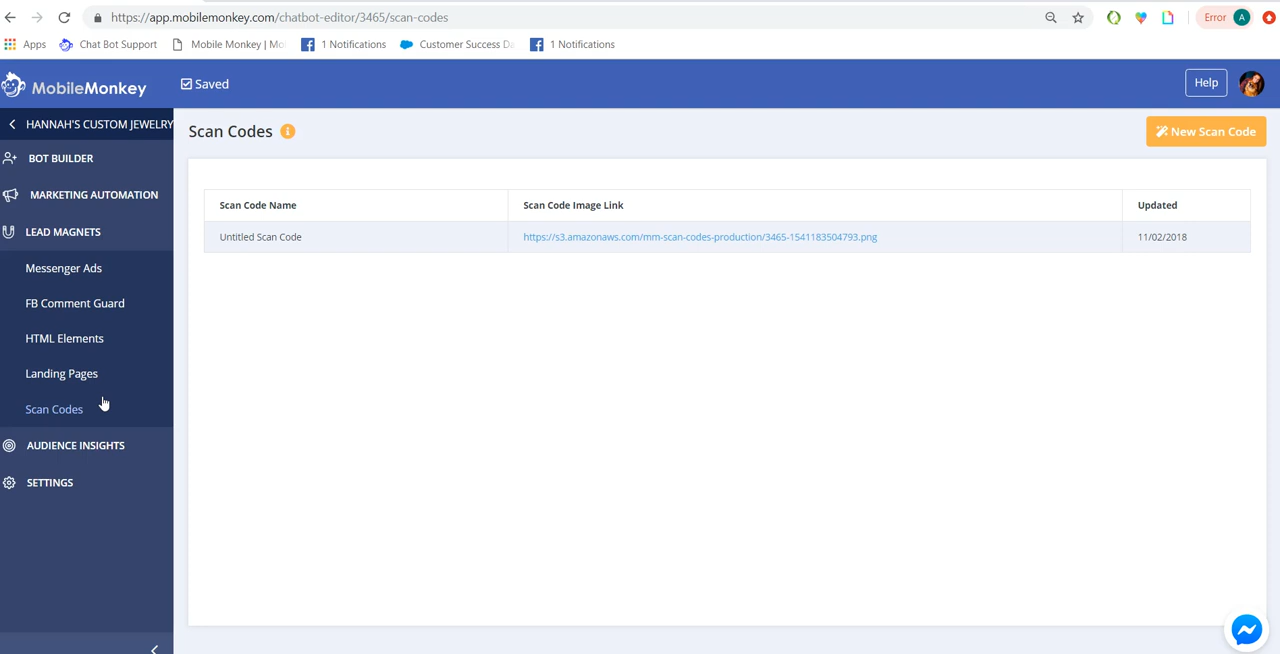 https://app.mobilemonkey.com/chatbot-editor/3465/scan-codes
Error A
Apps Chat Bot Support Mobile Monkey | Mo 1 Notifications Customer Success Da 1 Notifications
MobileMonkey Saved Help
HANNAH'S CUSTOM JEWELRY
Scan Codes
New Scan Code
BOT BUILDER
MARKETING AUTOMATION
LEAD MAGNETS
Messenger Ads
FB Comment Guard
HTML Elements
Landing Pages
Scan Codes
AUDIENCE INSIGHTS
SETTINGS
Scan Code Name Scan Code Image Link Updated
Untitled Scan Code https://s3.amazonaws.com/mm-scan-codes-production/3465-1541183504793.png 11/02/2018